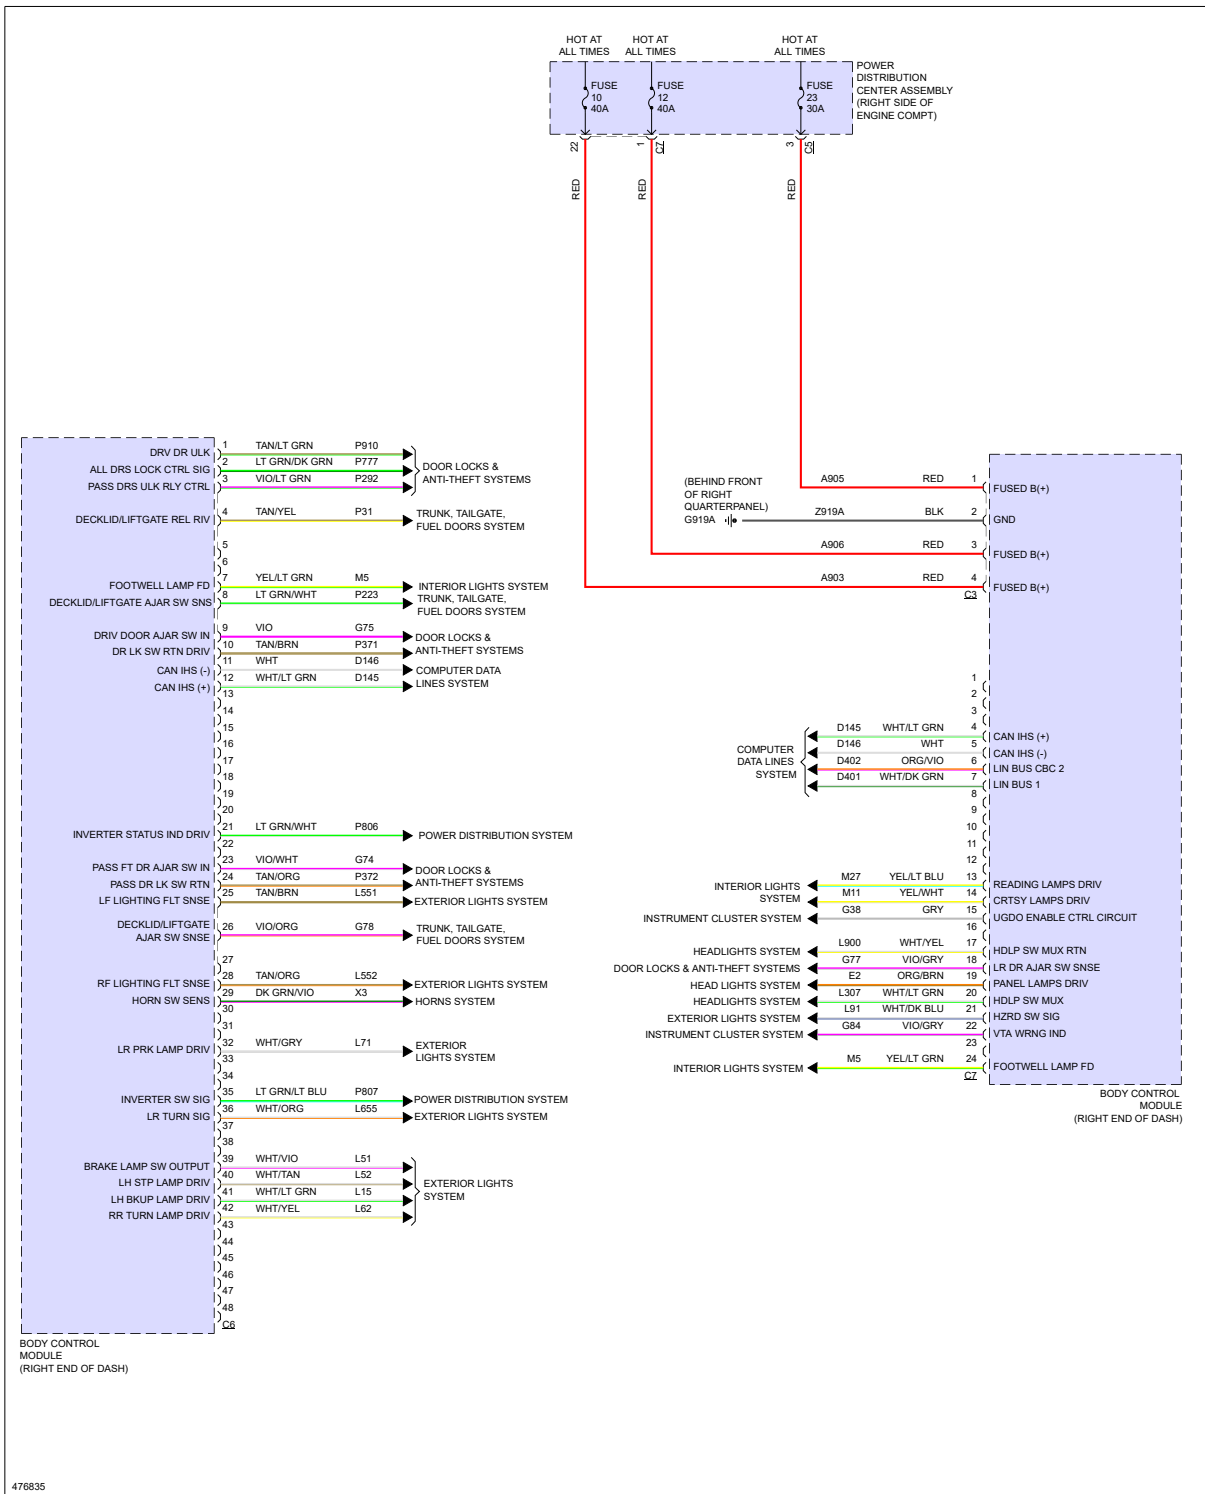 HOT AT
ALL TIMES
HOT AT
ALL TIMES
HOT AT
ALL TIMES
FUSE
10
40A
FUSE
12
40A
FUSE
23
30A
POWER
DISTRIBUTION
CENTER ASSEMBLY
(RIGHT SIDE OF
ENGINE COMPT)
22
1
C7
3
C5
RED
RED
RED
DRV DR ULK 1 TAN/LT GRN P910
ALL DRS LOCK CTRL SIG 2 LT GRN/DK GRN P777
PASS DRS ULK RLY CTRL 3 VIO/LT GRN P292
DOOR LOCKS &
ANTI-THEFT SYSTEMS
DECKLID/LIFTGATE REL RIV 4 TAN/YEL P31
TRUNK, TAILGATE,
FUEL DOORS SYSTEM
5
6
FOOTWELL LAMP FD 7 YEL/LT GRN M5 INTERIOR LIGHTS SYSTEM
DECKLID/LIFTGATE AJAR SW SNS 8 LT GRN/WHT P223
TRUNK, TAILGATE,
FUEL DOORS SYSTEM
DRIV DOOR AJAR SW IN 9 VIO G75
DR LK SW RTN DRIV 10 TAN/BRN P371
DOOR LOCKS &
ANTI-THEFT SYSTEMS
CAN IHS (-) 11 WHT D146
CAN IHS (+) 12 WHT/LT GRN D145
COMPUTER DATA
LINES SYSTEM
13
14
15
16
17
18
19
20
INVERTER STATUS IND DRIV 21 LT GRN/WHT P806 POWER DISTRIBUTION SYSTEM
22
PASS FT DR AJAR SW IN 23 VIO/WHT G74
PASS DR LK SW RTN 24 TAN/ORG P372
DOOR LOCKS &
ANTI-THEFT SYSTEMS
LF LIGHTING FLT SNSE 25 TAN/BRN L551 EXTERIOR LIGHTS SYSTEM
DECKLID/LIFTGATE
AJAR SW SNSE 26 VIO/ORG G78
TRUNK, TAILGATE,
FUEL DOORS SYSTEM
27
RF LIGHTING FLT SNSE 28 TAN/ORG L552 EXTERIOR LIGHTS SYSTEM
HORN SW SENS 29 DK GRN/VIO X3 HORNS SYSTEM
30
31
LR PRK LAMP DRIV 32 WHT/GRY L71
EXTERIOR
LIGHTS SYSTEM
33
34
INVERTER SW SIG 35 LT GRN/LT BLU P807 POWER DISTRIBUTION SYSTEM
LR TURN SIG 36 WHT/ORG L655 EXTERIOR LIGHTS SYSTEM
37
38
BRAKE LAMP SW OUTPUT 39 WHT/VIO L51
LH STP LAMP DRIV 40 WHT/TAN L52
LH BKUP LAMP DRIV 41 WHT/LT GRN L15
RR TURN LAMP DRIV 42 WHT/YEL L62
EXTERIOR LIGHTS
SYSTEM
43
44
45
46
47
48
C6
BODY CONTROL
MODULE
(RIGHT END OF DASH)
A905 RED 1 FUSED B(+)
(BEHIND FRONT
OF RIGHT
QUARTERPANEL)
G919A Z919A BLK 2 GND
A906 RED 3 FUSED B(+)
A903 RED 4 FUSED B(+)
C3
1
2
3
D145 WHT/LT GRN 4 CAN IHS (+)
D146 WHT 5 CAN IHS (-)
D402 ORG/VIO 6 LIN BUS CBC 2
D401 WHT/DK GRN 7 LIN BUS 1
COMPUTER
DATA LINES
SYSTEM
8
9
10
11
12
M27 YEL/LT BLU 13 READING LAMPS DRIV
M11 YEL/WHT 14 CRTSY LAMPS DRIV
INTERIOR LIGHTS
SYSTEM
INSTRUMENT CLUSTER SYSTEM G38 GRY 15 UGDO ENABLE CTRL CIRCUIT
16
HEADLIGHTS SYSTEM L900 WHT/YEL 17 HDLP SW MUX RTN
DOOR LOCKS & ANTI-THEFT SYSTEMS G77 VIO/GRY 18 LR DR AJAR SW SNSE
HEAD LIGHTS SYSTEM E2 ORG/BRN 19 PANEL LAMPS DRIV
HEADLIGHTS SYSTEM L307 WHT/LT GRN 20 HDLP SW MUX
EXTERIOR LIGHTS SYSTEM L91 WHT/DK BLU 21 HZRD SW SIG
INSTRUMENT CLUSTER SYSTEM G84 VIO/GRY 22 VTA WRNG IND
23
INTERIOR LIGHTS SYSTEM M5 YEL/LT GRN 24 FOOTWELL LAMP FD
C7
BODY CONTROL
MODULE
(RIGHT END OF DASH)
476835